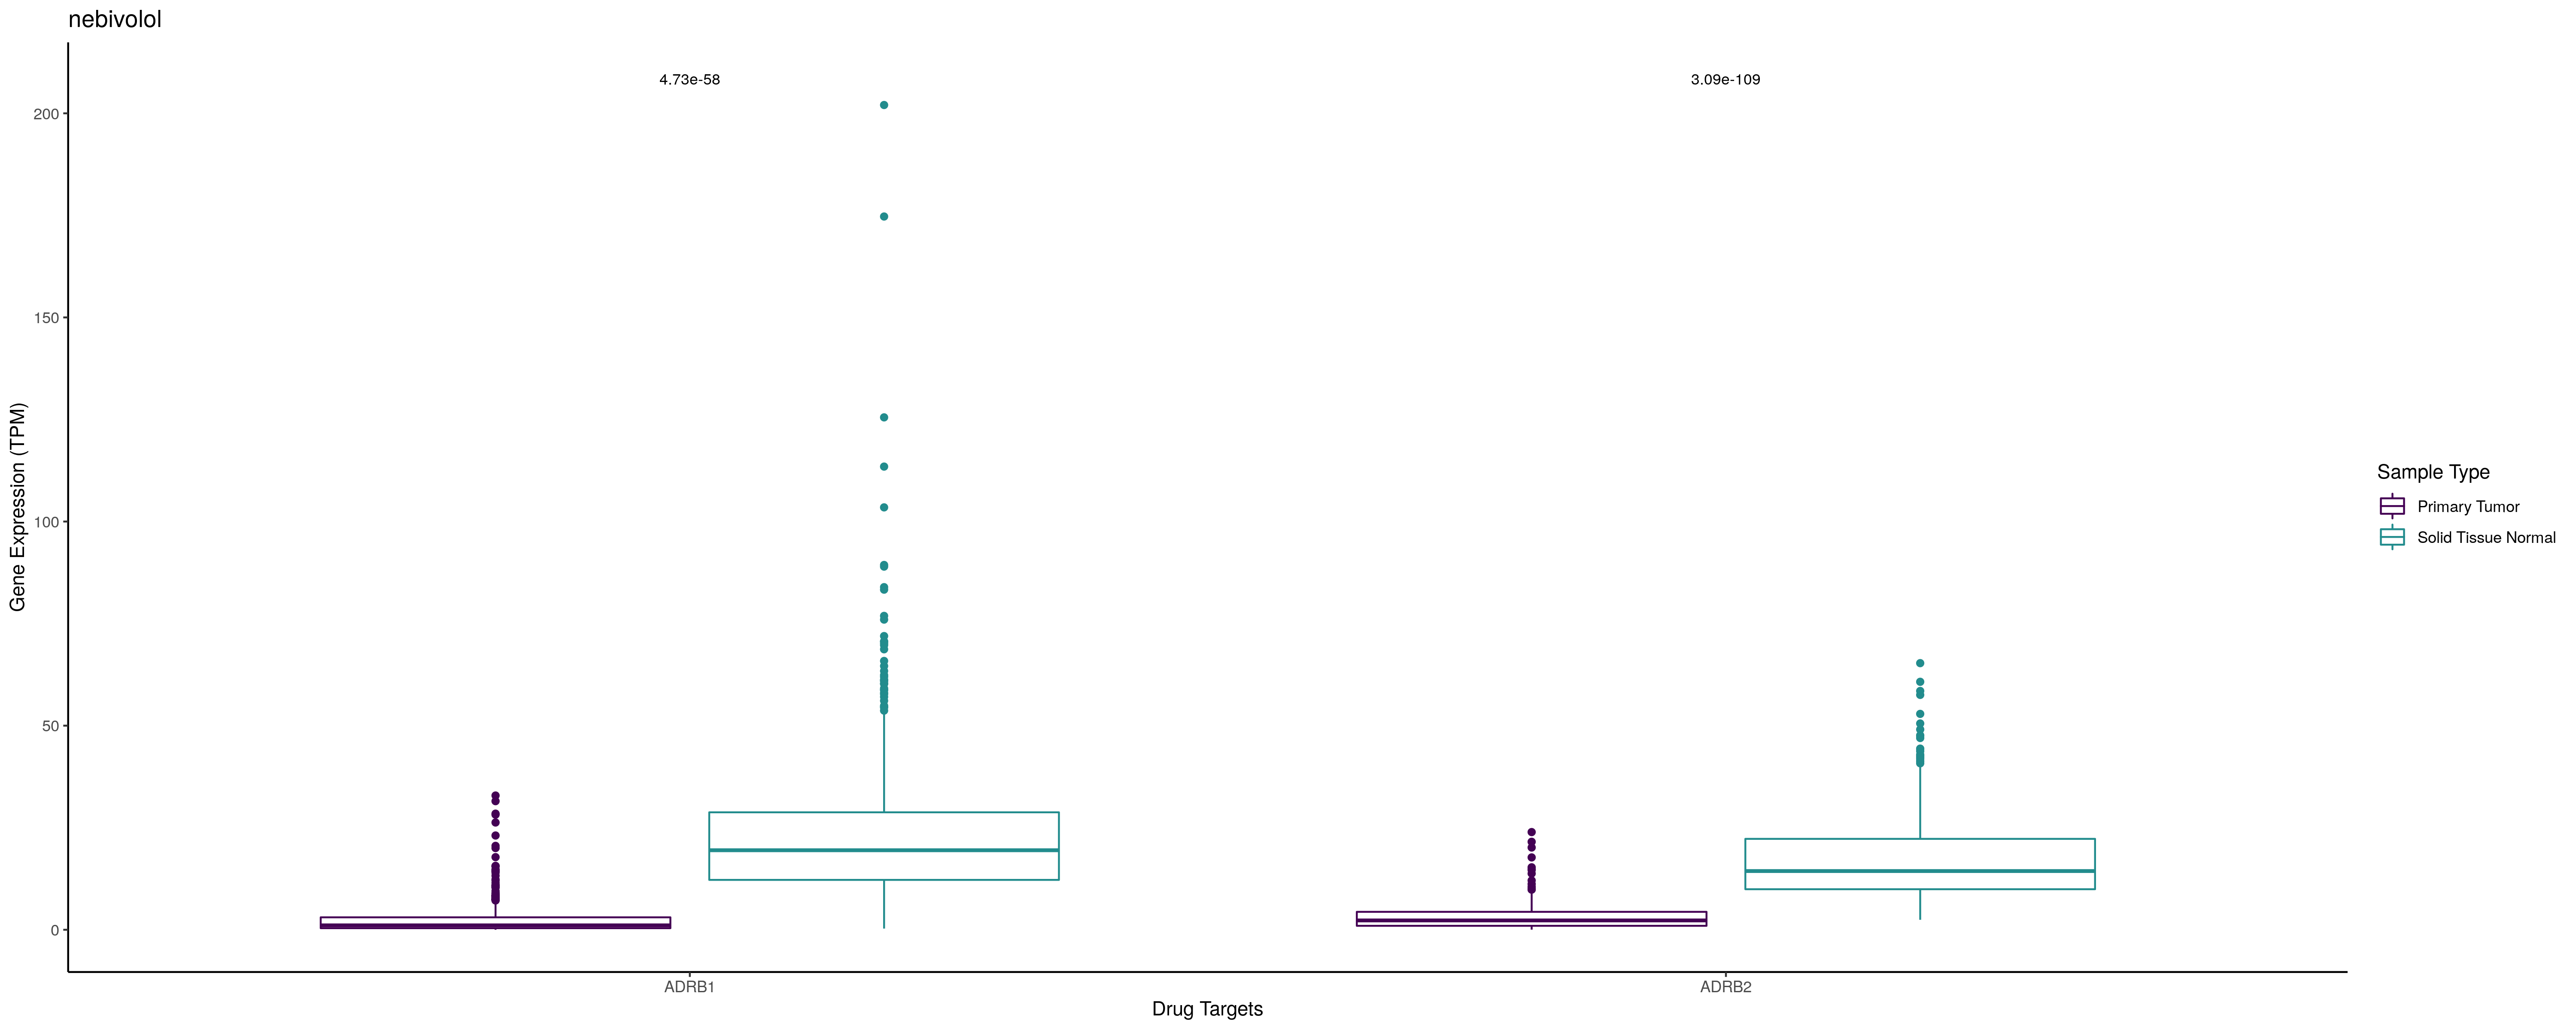 nebivolol
4.73e-58
3.09e-109
200
150
100
50
0
Gene Expression (TPM)
ADRB1
ADRB2
Drug Targets
Sample Type
Primary Tumor
Solid Tissue Normal